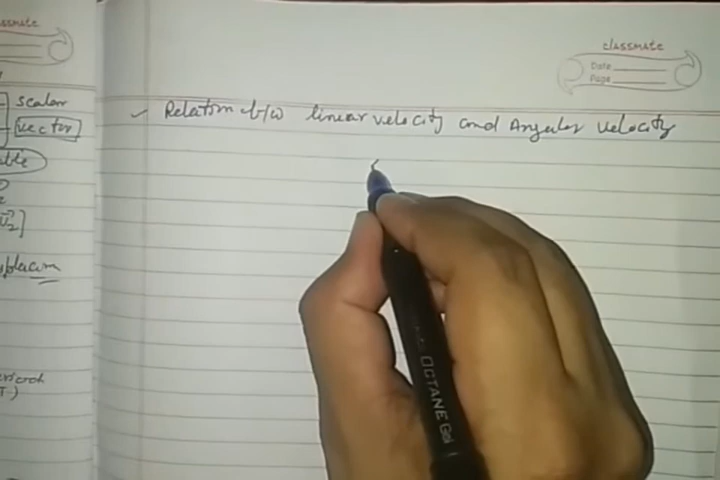 classmate
Date
Page
scalar
vector
Relation b/w linear velocity and Angular velocity
OCTANE Gel